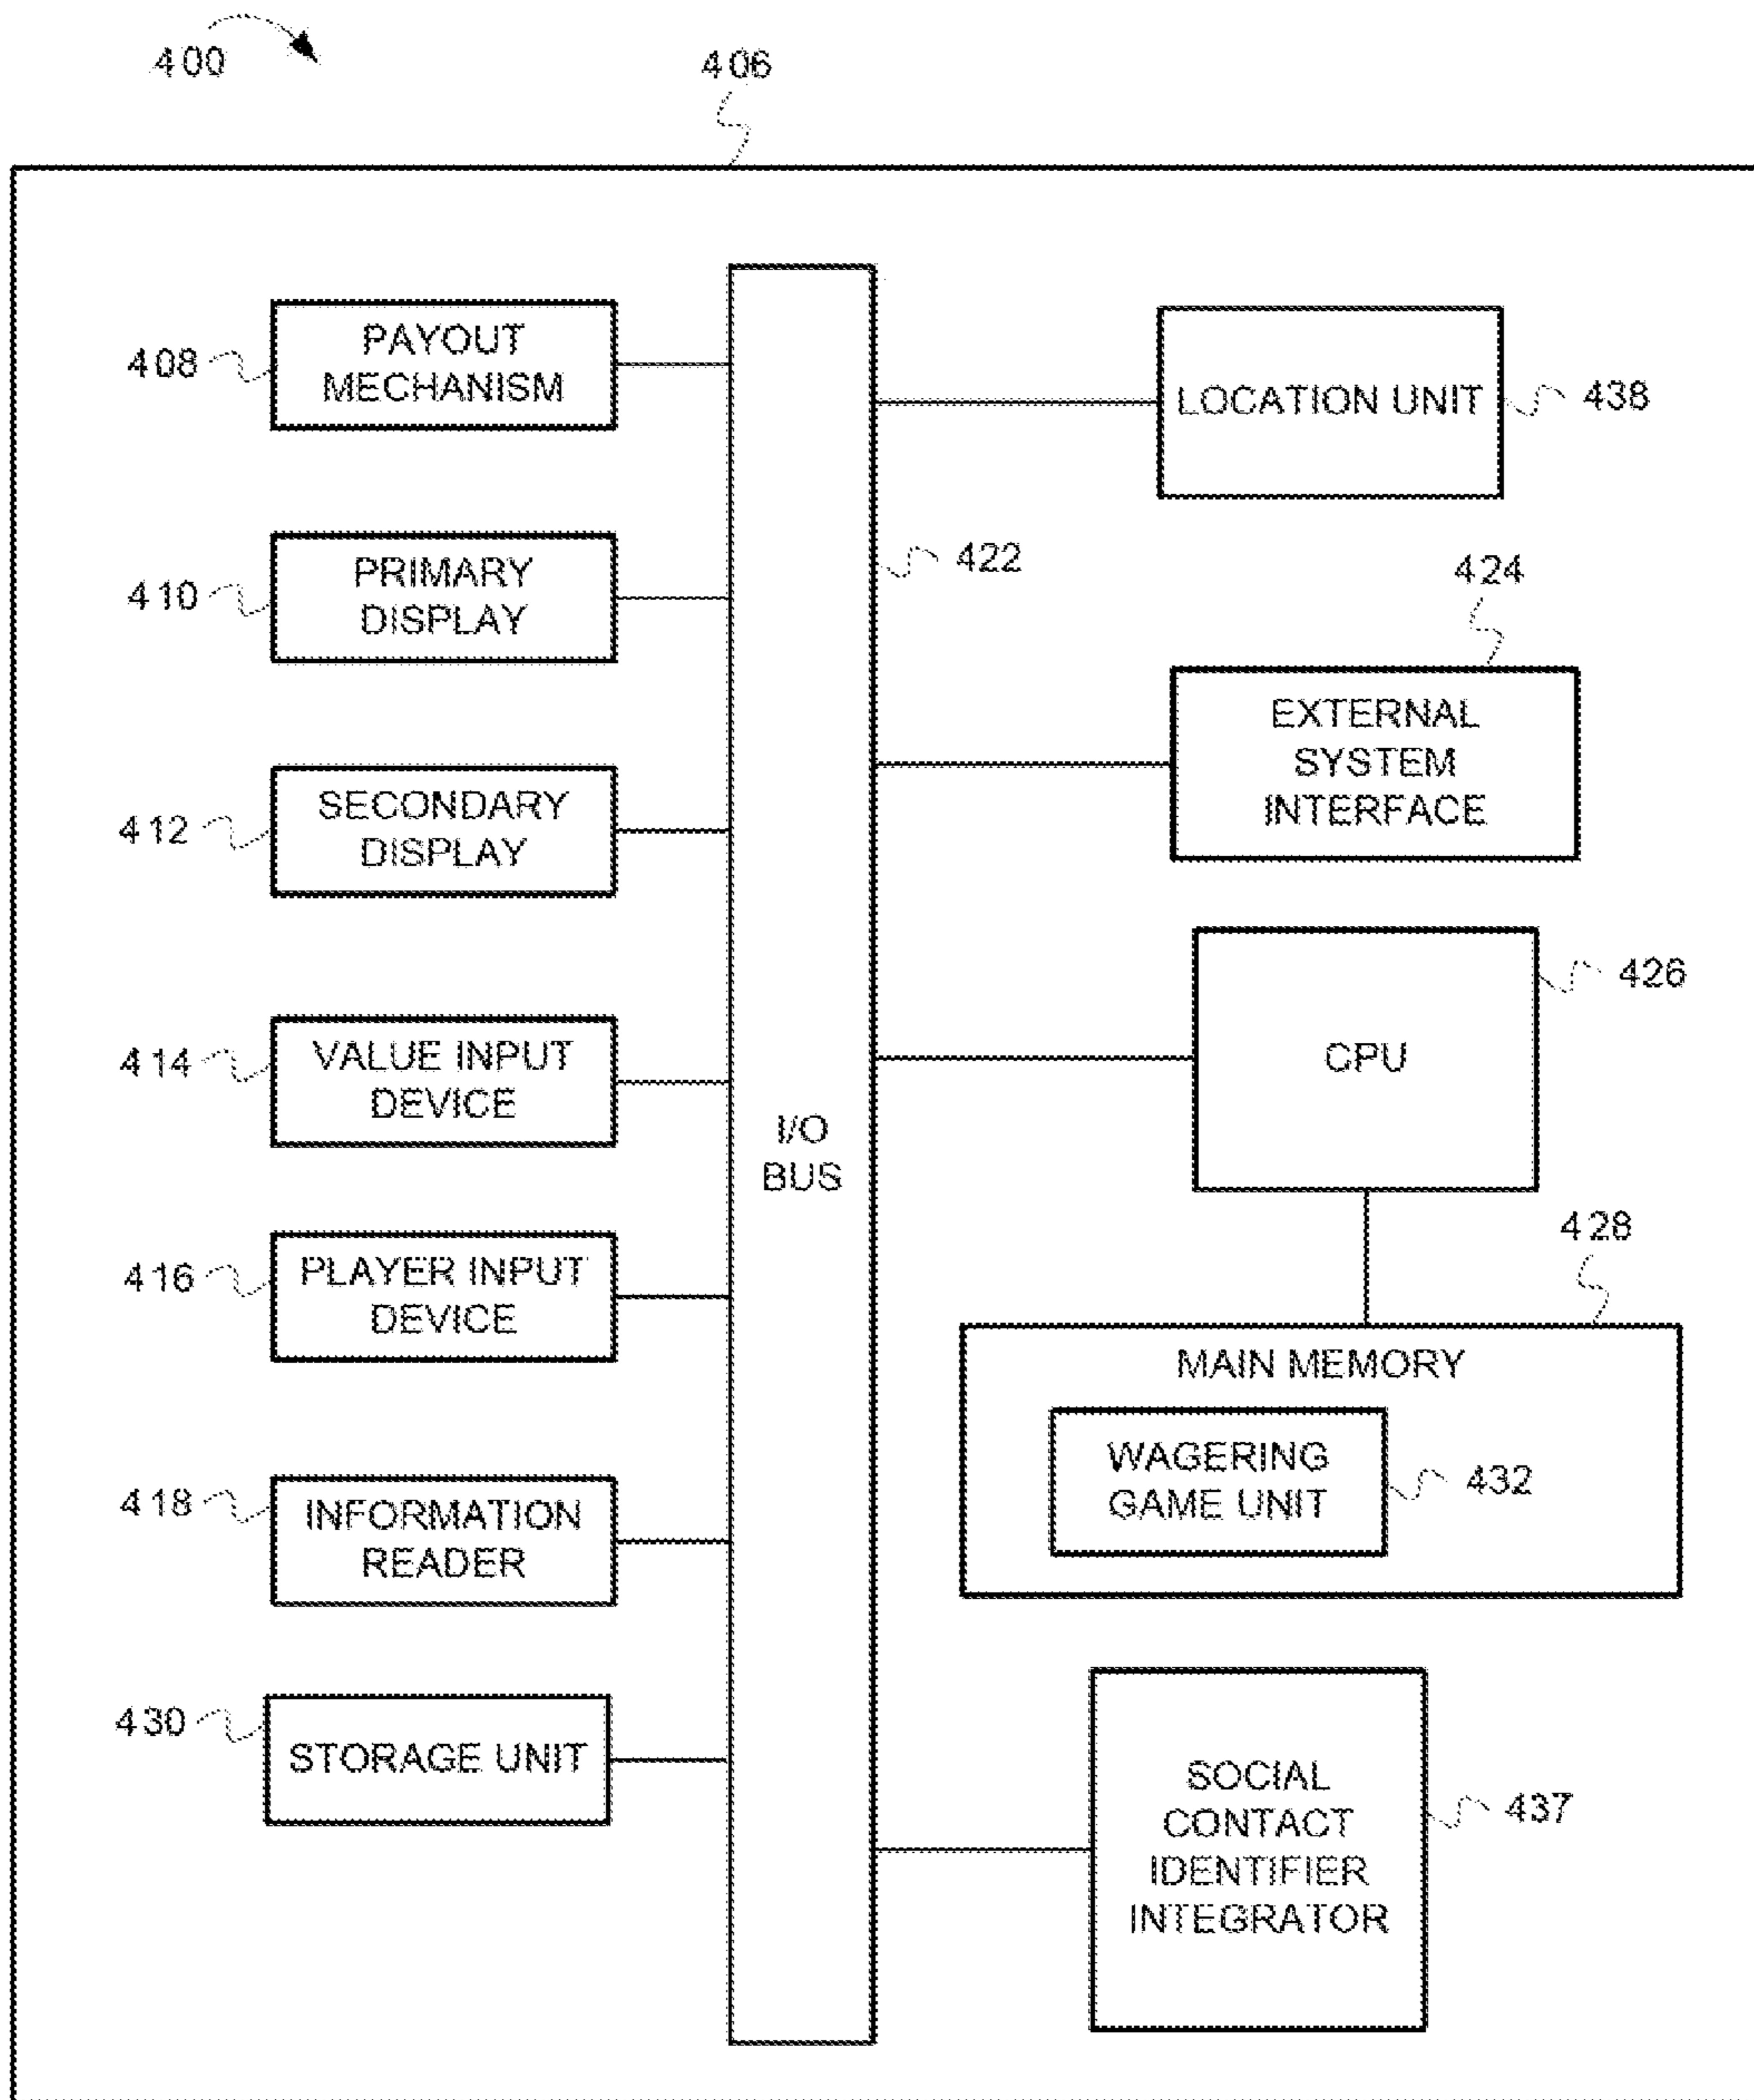 400
406
408
PAYOUT
MECHANISM
410
PRIMARY
DISPLAY
412
SECONDARY
DISPLAY
414
VALUE INPUT
DEVICE
416
PLAYER INPUT
DEVICE
418
INFORMATION
READER
430
STORAGE UNIT
I/O
BUS
422
LOCATION UNIT
438
424
EXTERNAL
SYSTEM
INTERFACE
CPU
426
428
MAIN MEMORY
WAGERING
GAME UNIT
432
SOCIAL
CONTACT
IDENTIFIER
INTEGRATOR
437